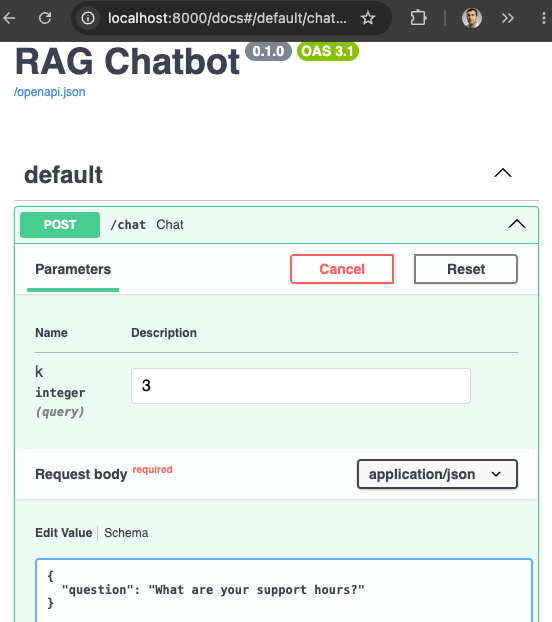 localhost:8000/docs#/default/chat...
RAG Chatbot 0.1.0 OAS 3.1
/openapi.json
default
POST /chat Chat
Parameters Cancel Reset
Name Description
k 3
integer
(query)
Request body required application/json
Edit Value Schema
{
"question": "What are your support hours?"
}